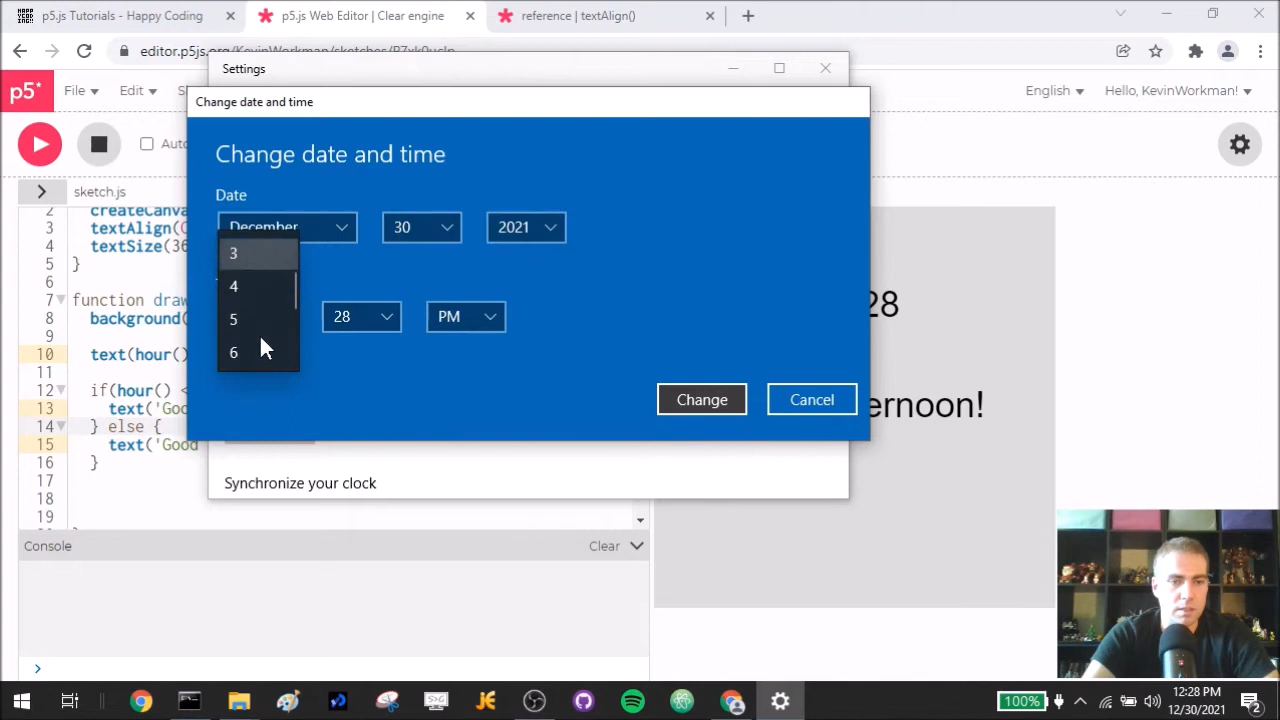 p5.js Tutorials - Happy Coding
p5.js Web Editor | Clear engine
reference | textAlign()
editor.p5js.org/KevinWorkman/sketches/
Settings
Change date and time
p5*
File
Edit
English
Hello, KevinWorkman!
Change date and time
Date
December
30
2021
3
4
5
6
28
PM
Change
Cancel
Synchronize your clock
sketch.js
2 createCanv
3 textAlign(
4 textSize(36
5 }
6
7 function draw
8 background(
9
10 text(hour()
11
12 if(hour() <
13 text('Goo
14 } else {
15 text('Good
16 }
17
18
19
28
ernoon!
Console
Clear
>
100%
12:28 PM
12/30/2021
2